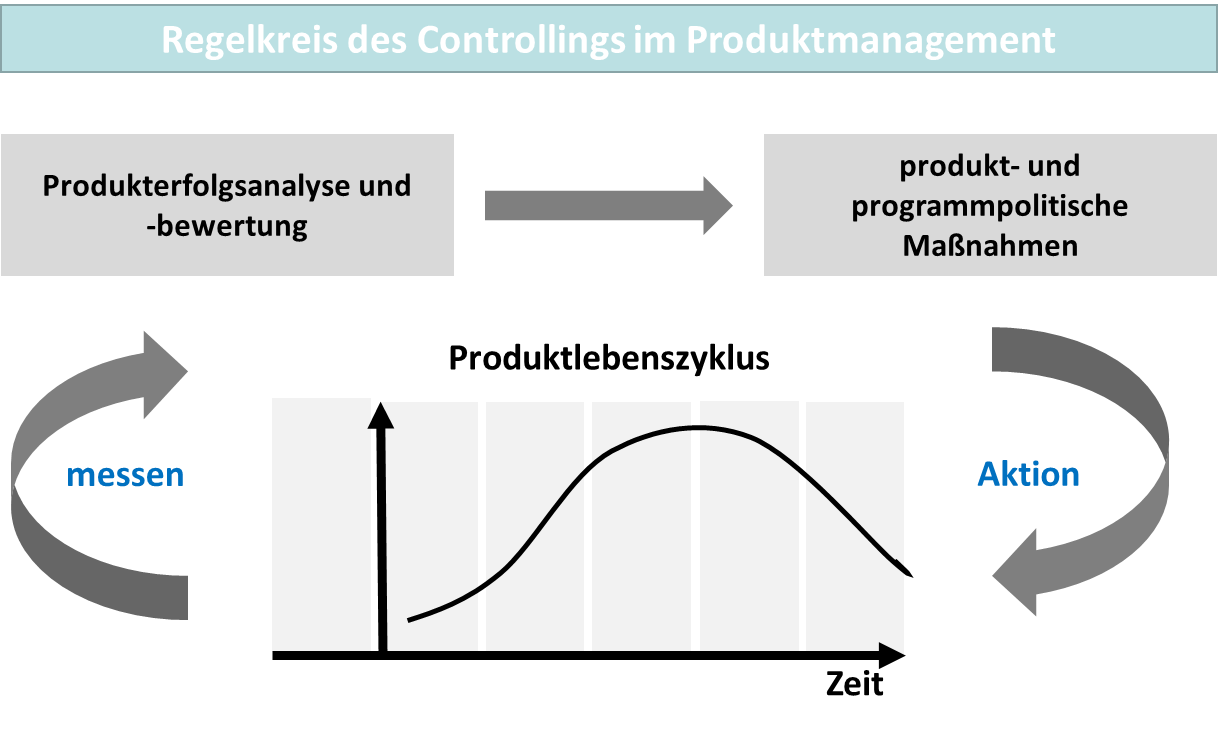 Regelkreis des Controllings im Produktmanagement
Produkterfolgsanalyse und
-bewertung
produkt- und
programmpolitische
Maßnahmen
Produktlebenszyklus
messen
Aktion
Zeit